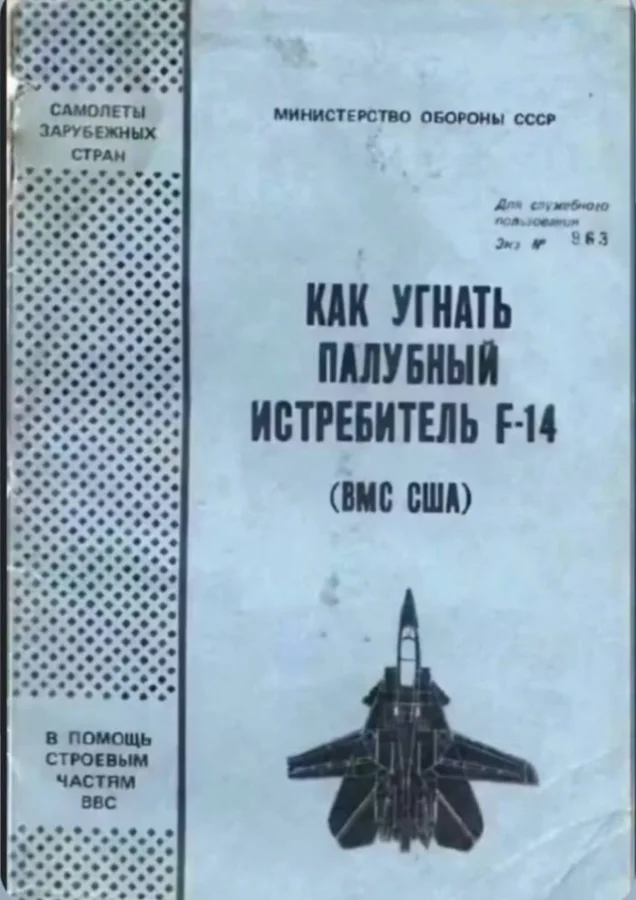 САМОЛЕТЫ
ЗАРУБЕЖНЫХ
СТРАН
МИНИСТЕРСТВО ОБОРОНЫ СССР
Для служебного
пользования
Экз № 963
КАК УГНАТЬ
ПАЛУБНЫЙ
ИСТРЕБИТЕЛЬ F-14
(ВМС США)
В ПОМОЩЬ
СТРОЕВЫМ
ЧАСТЯМ
ВВС